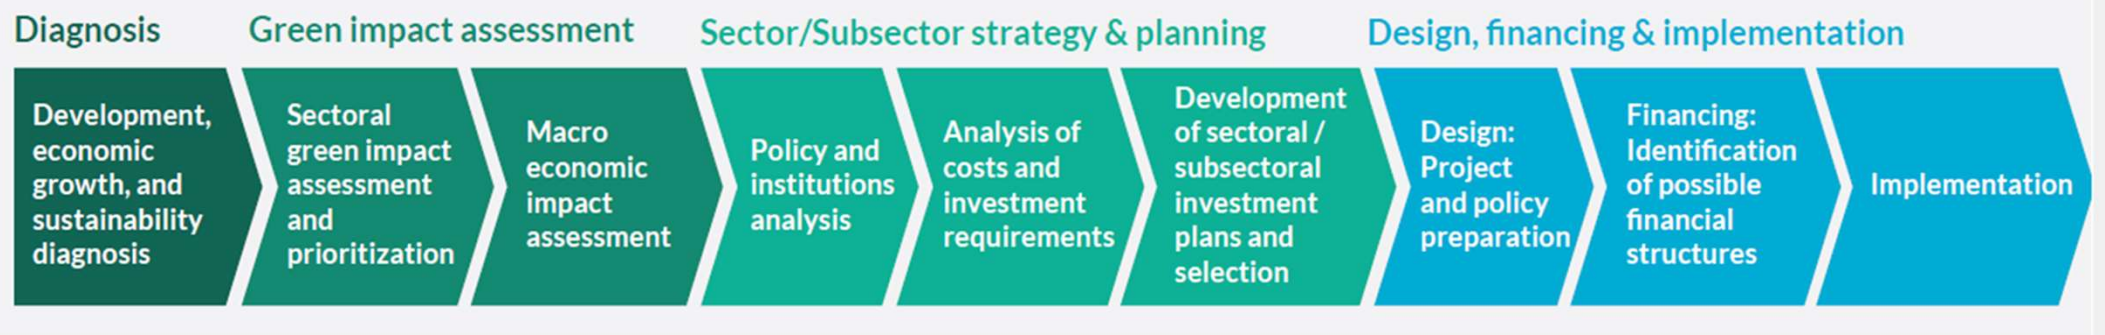 Diagnosis
Green impact assessment
Sector/Subsector strategy & planning
Design, financing & implementation
Development,
economic
growth, and
sustainability
diagnosis
Sectoral
green impact
assessment
and
prioritization
Macro
economic
impact
assessment
Policy and
institutions
analysis
Analysis of
costs and
investment
requirements
Development
of sectoral /
subsectoral
investment
plans and
selection
Design:
Project
and policy
preparation
Financing:
Identification
of possible
financial
structures
Implementation